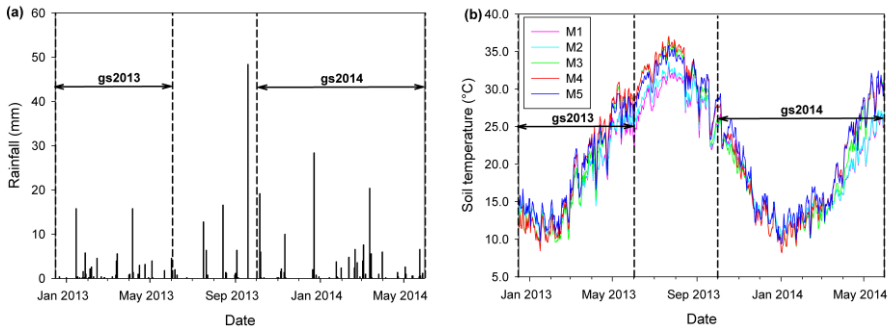 (a)
60
50
40
30
20
10
0
Rainfall (mm)
gs2013
gs2014
Jan 2013
May 2013
Sep 2013
Jan 2014
May 2014
Date
(b)
40.0
35.0
30.0
25.0
20.0
15.0
10.0
5.0
Soil temperature (°C)
M1
M2
M3
M4
M5
gs2013
gs2014
Jan 2013
May 2013
Sep 2013
Jan 2014
May 2014
Date